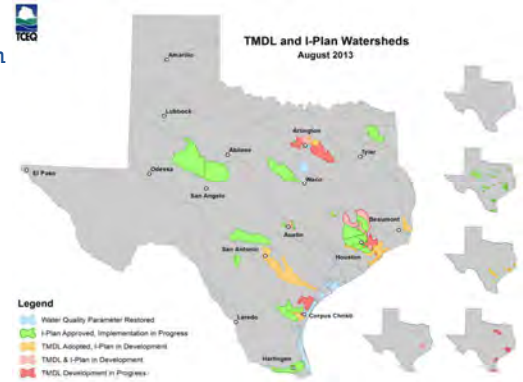 TCEQ
n
TMDL and I-Plan Watersheds
August 2013
Amarillo
Lubbock
Abilene
Arlington
Tyler
El Paso
Odessa
San Angelo
Waco
Beaumont
Austin
Houston
San Antonio
Laredo
Corpus Christi
Harlingen
Legend
Water Quality Parameter Restored
I-Plan Approved, Implementation in Progress
TMDL Adopted, I-Plan in Development
TMDL & I-Plan in Development
TMDL Development in Progress